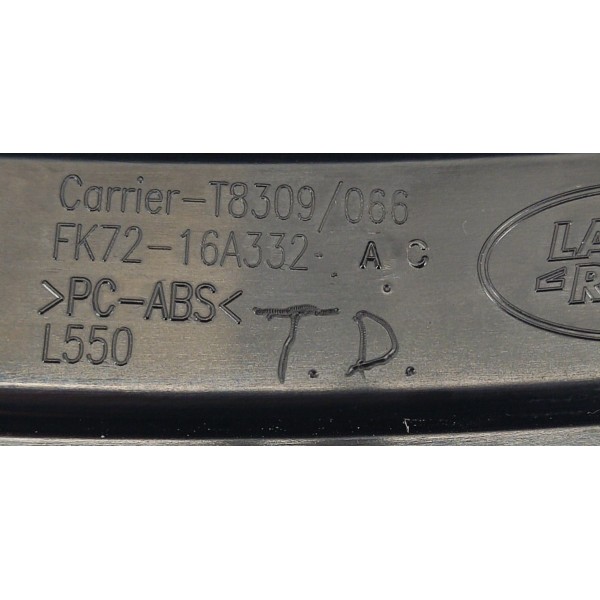 Carrier-T8309/066
FK72-16A332 A C
>PC-ABS<
L550
T.D.